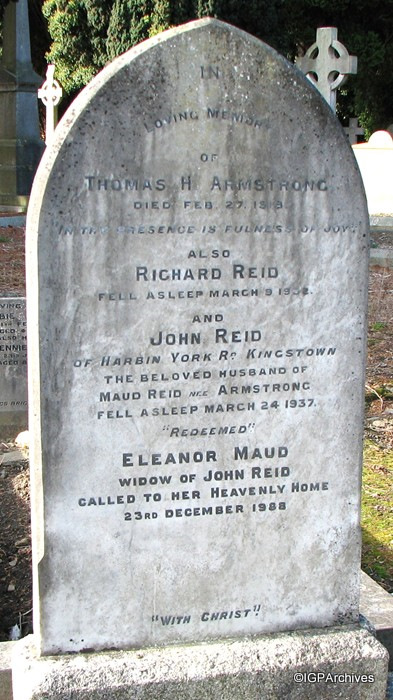 IN
LOVING MEMORY
OF
THOMAS H. ARMSTRONG
DIED FEB. 27. 1919.
"IN THY PRESENCE IS FULNESS OF JOY".
ALSO
RICHARD REID
FELL ASLEEP MARCH 9 1932.
AND
JOHN REID
OF HARBIN YORK RD KINGSTOWN
THE BELOVED HUSBAND OF
MAUD REID NEE ARMSTRONG
FELL ASLEEP MARCH 24 1937.
"REDEEMED"
ELEANOR MAUD
WIDOW OF JOHN REID
CALLED TO HER HEAVENLY HOME
23RD DECEMBER 1988
"WITH CHRIST".
©IGPArchives